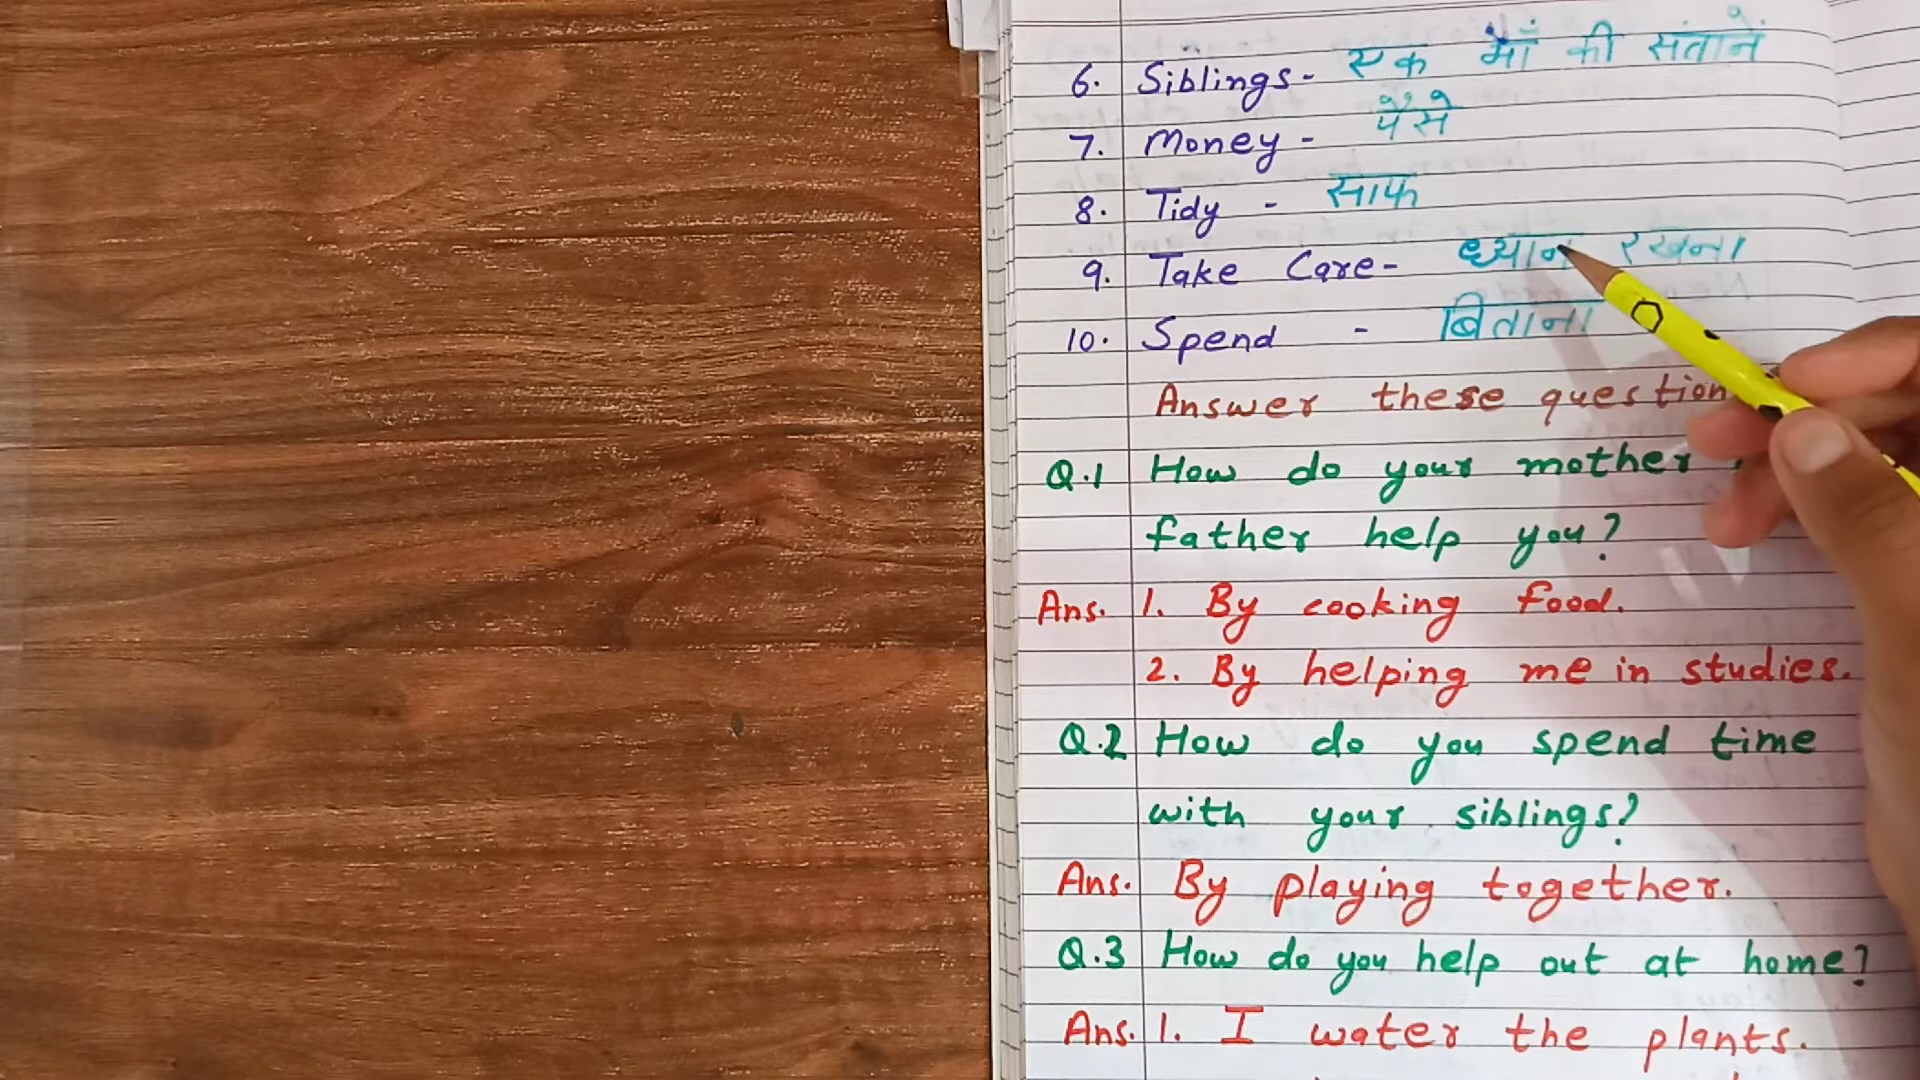 6. Siblings - एक माँ की संतानें
7. Money - पैसे
8. Tidy - साफ
9. Take Care - ध्यान रखना
10. Spend - बिताना
Answer these question
Q.1 How do your mother
father help you?
Ans. 1. By cooking food.
2. By helping me in studies.
Q.2 How do you spend time
with your siblings?
Ans. By playing together.
Q.3 How do you help out at home?
Ans. 1. I water the plants.